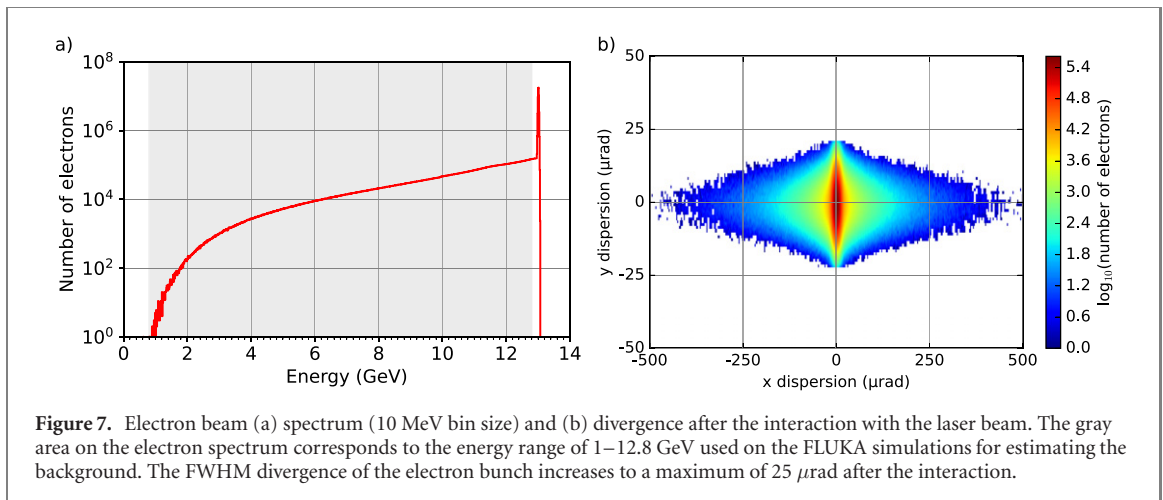 a)
10⁸
10⁶
10⁴
10²
10⁰
Number of electrons
0 2 4 6 8 10 12 14
Energy (GeV)
b)
50
25
0
-25
-50
y dispersion (μrad)
-500 -250 0 250 500
x dispersion (μrad)
5.4
4.8
4.2
3.6
3.0
2.4
1.8
1.2
0.6
0.0
log₁₀(number of electrons)
Figure 7. Electron beam (a) spectrum (10 MeV bin size) and (b) divergence after the interaction with the laser beam. The gray
area on the electron spectrum corresponds to the energy range of 1–12.8 GeV used on the FLUKA simulations for estimating the
background. The FWHM divergence of the electron bunch increases to a maximum of 25 μrad after the interaction.